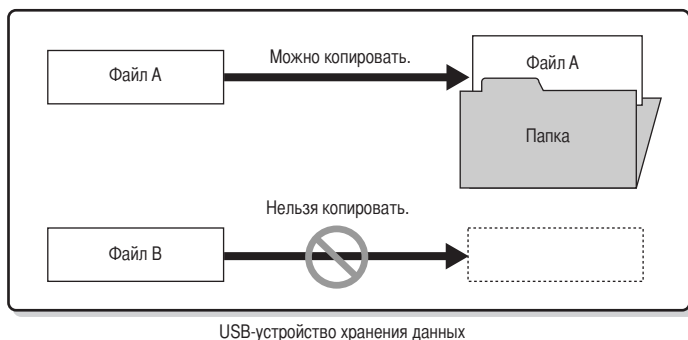 Файл A
Можно копировать.
Файл A
Папка
Нельзя копировать.
Файл B
USB-устройство хранения данных